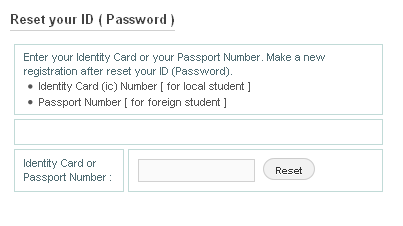 Reset your ID ( Password )
Enter your Identity Card or your Passport Number. Make a new
registration after reset your ID (Password).
Identity Card (ic) Number [ for local student ]
Passport Number [ for foreign student ]
Identity Card or
Passport Number :
Reset